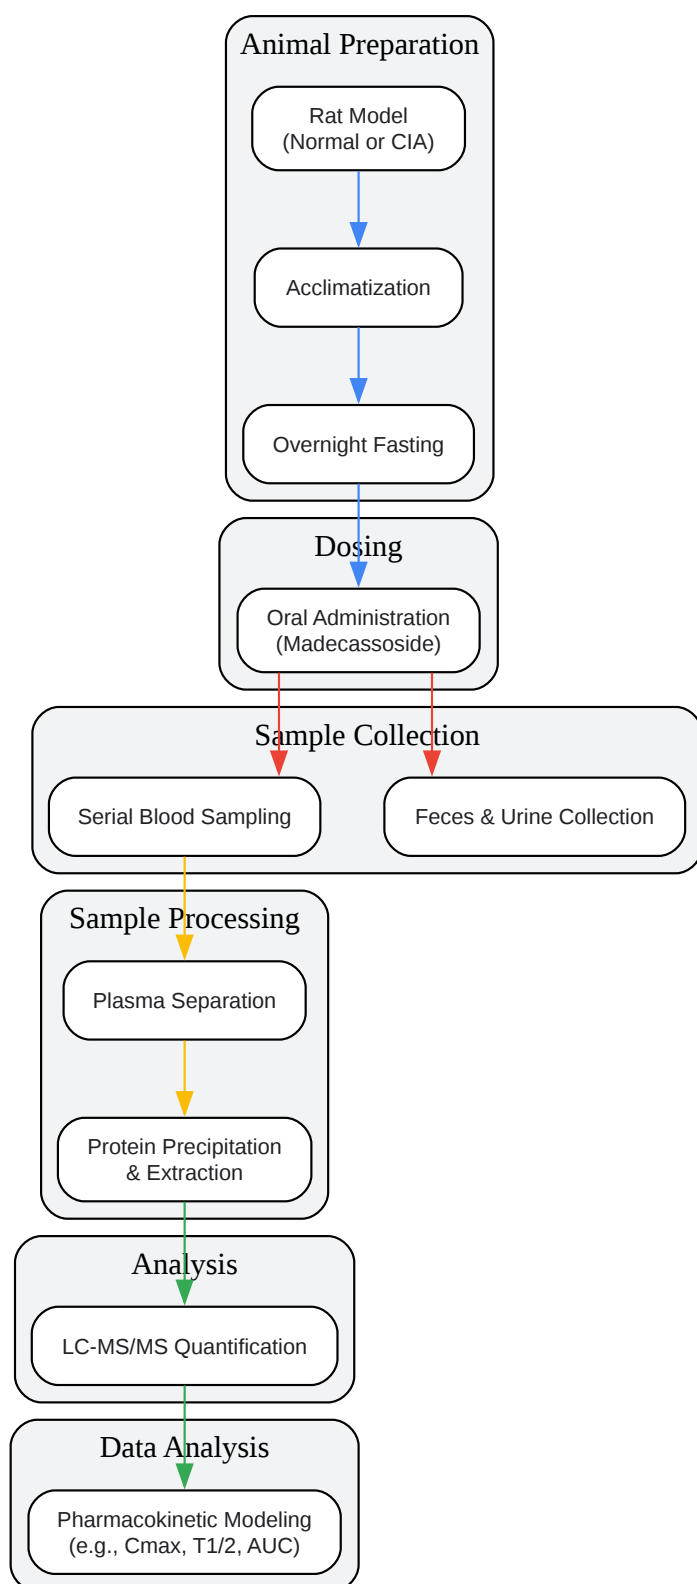 Animal Preparation
Rat Model
(Normal or CIA)
Acclimatization
Overnight Fasting
Dosing
Oral Administration
(Madecassoside)
Sample Collection
Serial Blood Sampling
Feces & Urine Collection
Sample Processing
Plasma Separation
Protein Precipitation
& Extraction
Analysis
LC-MS/MS Quantification
Data Analysis
Pharmacokinetic Modeling
(e.g., Cmax, T1/2, AUC)